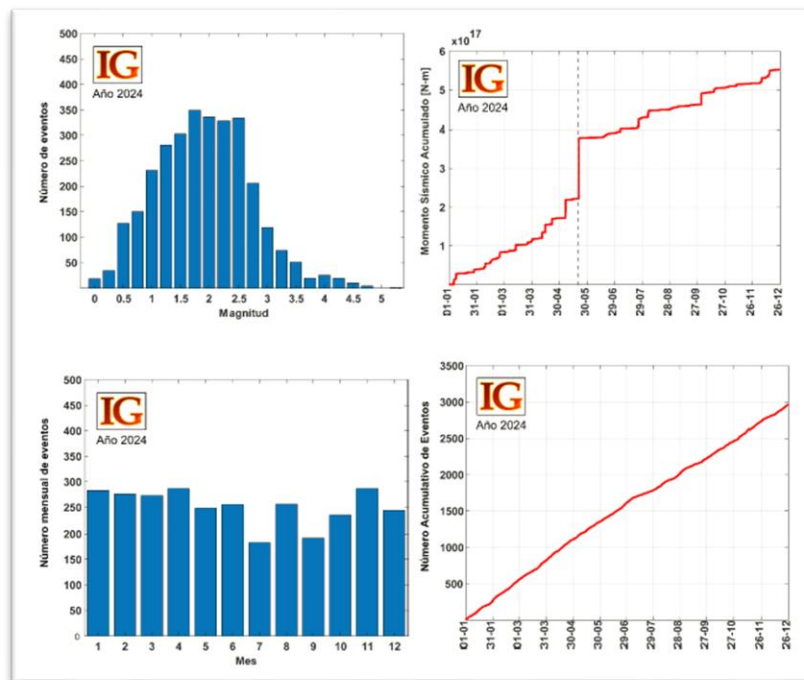 500
450
400
350
300
250
200
150
100
50
IG
Año 2024
Número de eventos
0 0.5 1 1.5 2 2.5 3 3.5 4 4.5 5
Magnitud
x10^17
6
5
4
3
2
1
IG
Año 2024
Momento Sísmico Acumulado [N-m]
01-01 31-01 01-03 31-03 30-04 30-05 29-06 29-07 28-08 27-09 27-10 26-11 26-12
500
450
400
350
300
250
200
150
100
50
0
IG
Año 2024
Número mensual de eventos
1 2 3 4 5 6 7 8 9 10 11 12
Mes
3500
3000
2500
2000
1500
1000
500
IG
Año 2024
Número Acumulativo de Eventos
01-01 31-01 01-03 31-03 30-04 30-05 29-06 29-07 28-08 27-09 27-10 26-11 26-12